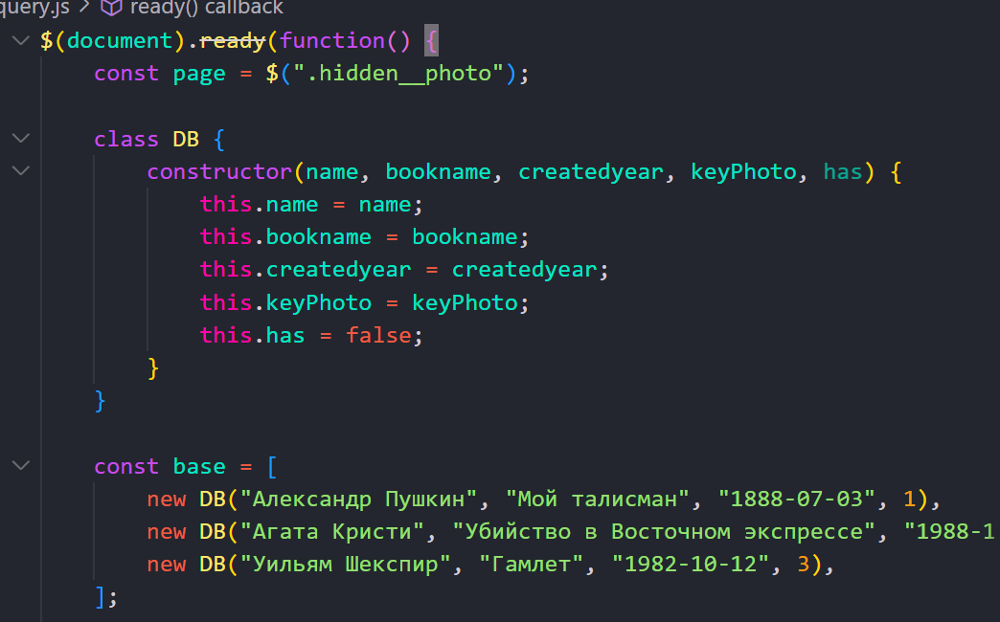 query.js > ready() callback
$(document).ready(function() {
    const page = $(".hidden__photo");
    class DB {
        constructor(name, bookname, createdyear, keyPhoto, has) {
            this.name = name;
            this.bookname = bookname;
            this.createdyear = createdyear;
            this.keyPhoto = keyPhoto;
            this.has = false;
        }
    }
    const base = [
        new DB("Александр Пушкин", "Мой талисман", "1888-07-03", 1),
        new DB("Агата Кристи", "Убийство в Восточном экспрессе", "1988-1
        new DB("Уильям Шекспир", "Гамлет", "1982-10-12", 3),
    ];